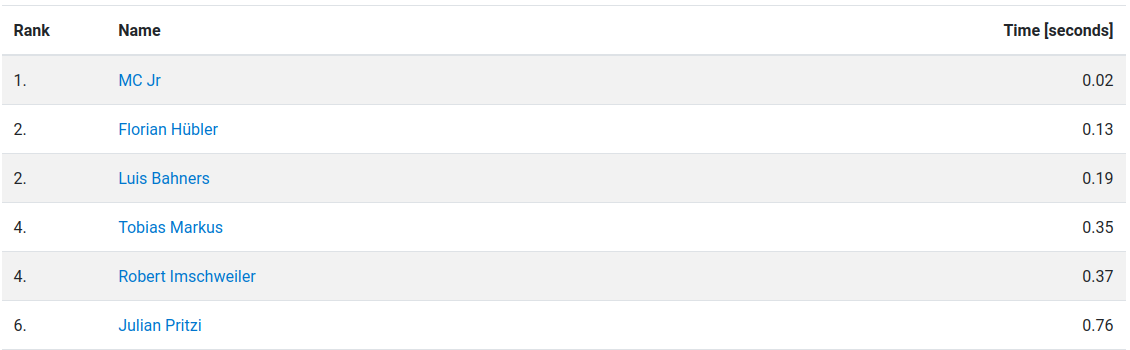 Rank Name Time [seconds]
1. MC Jr 0.02
2. Florian Hübler 0.13
2. Luis Bahners 0.19
4. Tobias Markus 0.35
4. Robert Imschweiler 0.37
6. Julian Pritzi 0.76